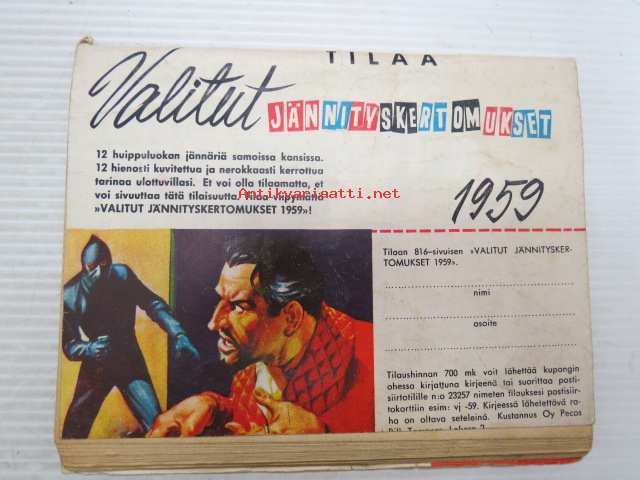 TILAA
Valitut
JÄNNITYSKERTOMUKSET
12 huippuluokan jännäriä samoissa kansissa.
12 hienosti kuvitettua ja nerokkaasti kerrottua
tarinaa ulottuvillasi. Et voi olla tilaamatta, et
voi sivuuttaa tätä tilaisuutta. Tilaa viipymättä
»VALITUT JÄNNITYSKERTOMUKSET 1959»!
Antikvariaatti.net
1959
Tilaan 816-sivuisen »VALITUT JÄNNITYSKER-
TOMUKSET 1959».
nimi
osoite
Tilaushinnan 700 mk voit lähettää kupongin
ohessa kirjattuna kirjeenä tai suorittaa posti-
siirtotilille n:o 23257 nimeten tilauksesi postisiir-
tokorttiin esim: vj -59. Kirjeessä lähetettävä ra-
ha on oltava seteleinä. Kustannus Oy Pecos